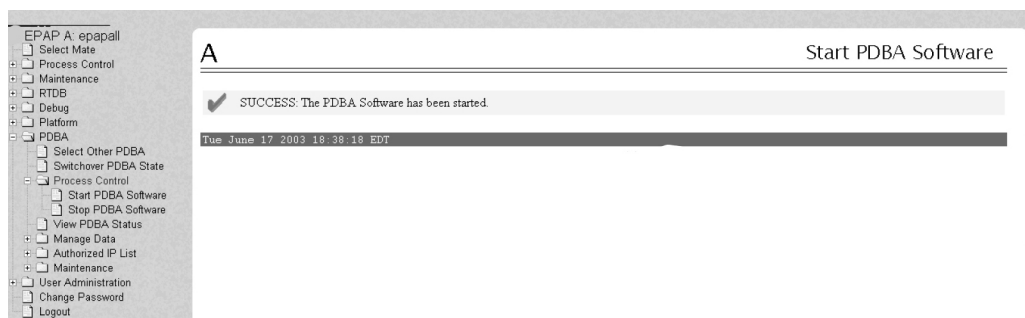 EPAP A: epapall
Select Mate
Process Control
Maintenance
RTDB
Debug
Platform
PDBA
Select Other PDBA
Switchover PDBA State
Process Control
Start PDBA Software
Stop PDBA Software
View PDBA Status
Manage Data
Authorized IP List
Maintenance
User Administration
Change Password
Logout
A
Start PDBA Software
SUCCESS: The PDBA Software has been started.
Tue June 17 2003 18:38:18 EDT